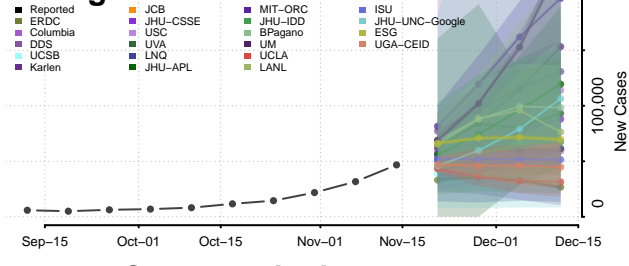 Reported JCB MIT−ORC ISU
ERDC JHU−CSSE JHU−IDD JHU−UNC−Google
Columbia USC BPagano ESG
DDS UVA UM UGA−CEID
UCSB LNQ UCLA
Karlen JHU−APL LANL
100,000
0
New Cases
Sep−15 Oct−01 Oct−15 Nov−01 Nov−15 Dec−01 Dec−15